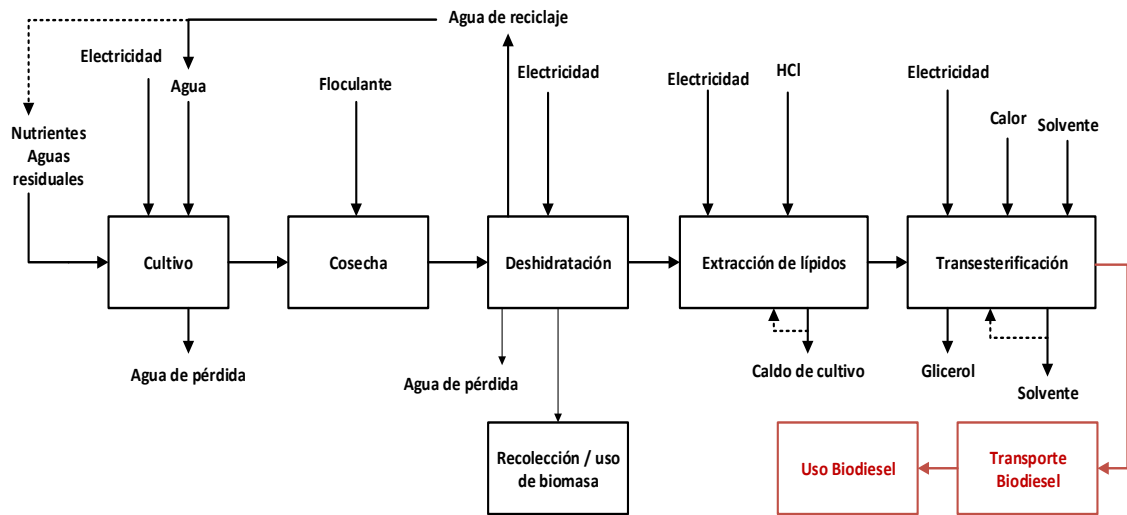 Agua de reciclaje
Electricidad
Agua
Floculante
Electricidad
Electricidad
HCl
Electricidad
Calor
Solvente
Nutrientes
Aguas
residuales
Cultivo
Cosecha
Deshidratación
Extracción de lípidos
Transesterificación
Agua de pérdida
Agua de pérdida
Caldo de cultivo
Glicerol
Solvente
Recolección / uso
de biomasa
Uso Biodiesel
Transporte
Biodiesel